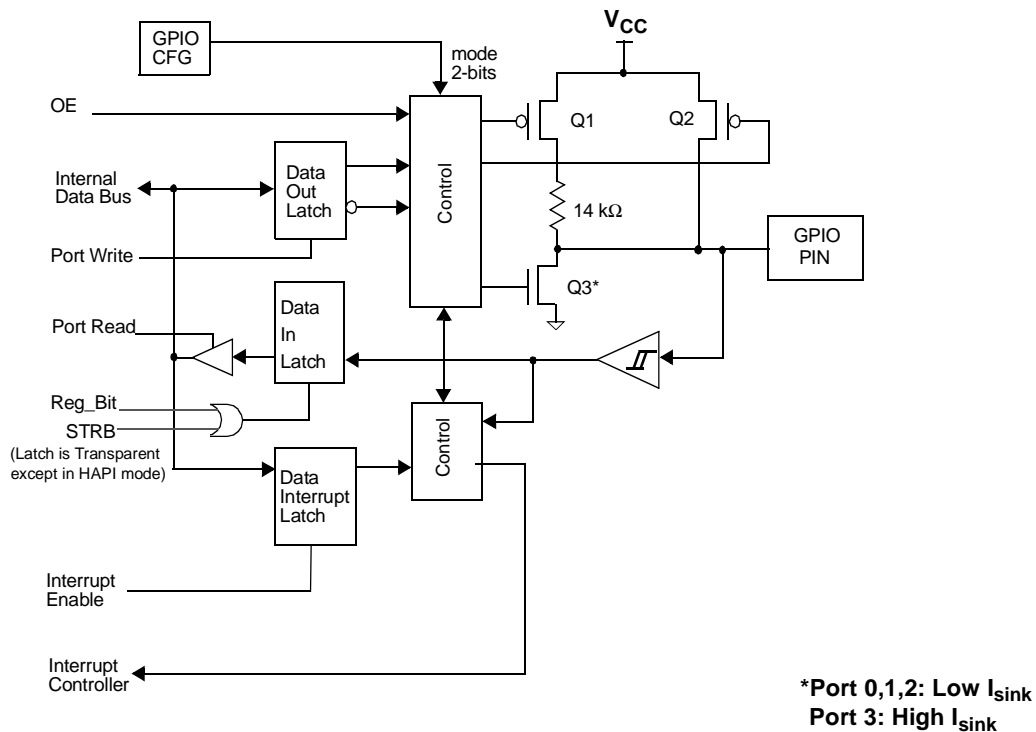 GPIO
CFG
mode
2-bits
VCC
OE
Q1
Q2
Control
Data
Out
Latch
Internal
Data Bus
14 kΩ
GPIO
PIN
Port Write
Q3*
Data
In
Latch
Port Read
Reg_Bit
STRB
(Latch is Transparent
except in HAPI mode)
Control
Data
Interrupt
Latch
Interrupt
Enable
Interrupt
Controller
*Port 0,1,2: Low Isink
Port 3: High Isink